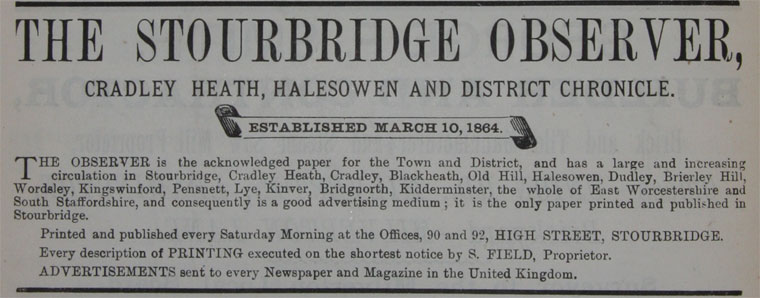 THE STOURBRIDGE OBSERVER,
CRADLEY HEATH, HALESOWEN AND DISTRICT CHRONICLE.
ESTABLISHED MARCH 10, 1864.
THE OBSERVER is the acknowledged paper for the Town and District, and has a large and increasing
circulation in Stourbridge, Cradley Heath, Cradley, Blackheath, Old Hill, Halesowen, Dudley, Brierley Hill,
Wordsley, Kingswinford, Pensnett, Lye, Kinver, Bridgnorth, Kidderminster, the whole of East Worcestershire and
South Staffordshire, and consequently is a good advertising medium; it is the only paper printed and published in
Stourbridge.
Printed and published every Saturday Morning at the Offices, 90 and 92, HIGH STREET, STOURBRIDGE.
Every description of PRINTING executed on the shortest notice by S. FIELD, Proprietor.
ADVERTISEMENTS sent to every Newspaper and Magazine in the United Kingdom.